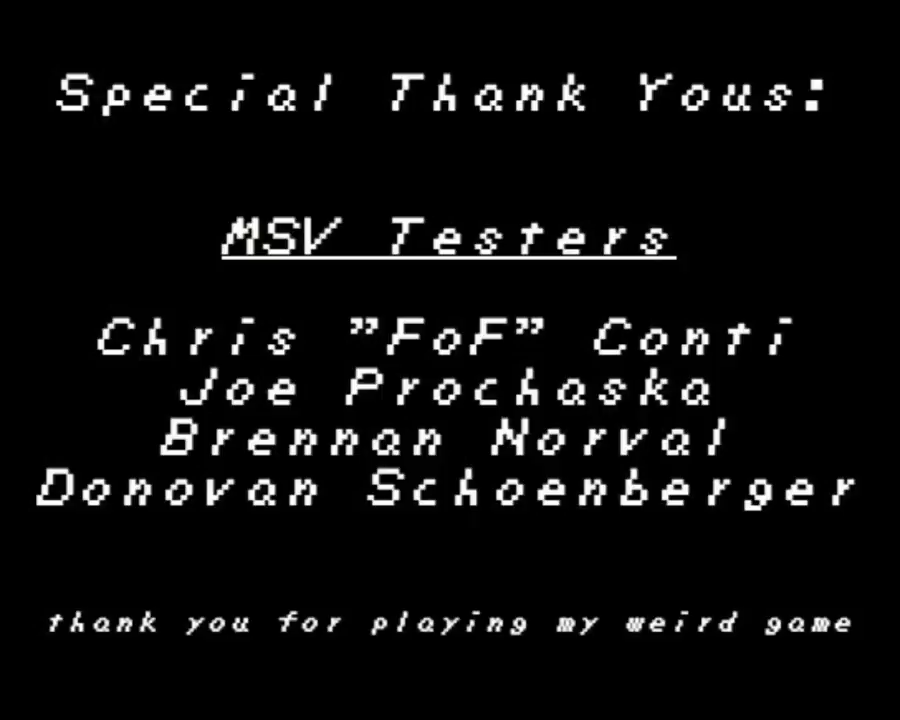 Special Thank Yous:
MSV Testers
Chris "FoF" Conti
Joe Prochaska
Brennan Norval
Donovan Schoenberger
thank you for playing my weird game